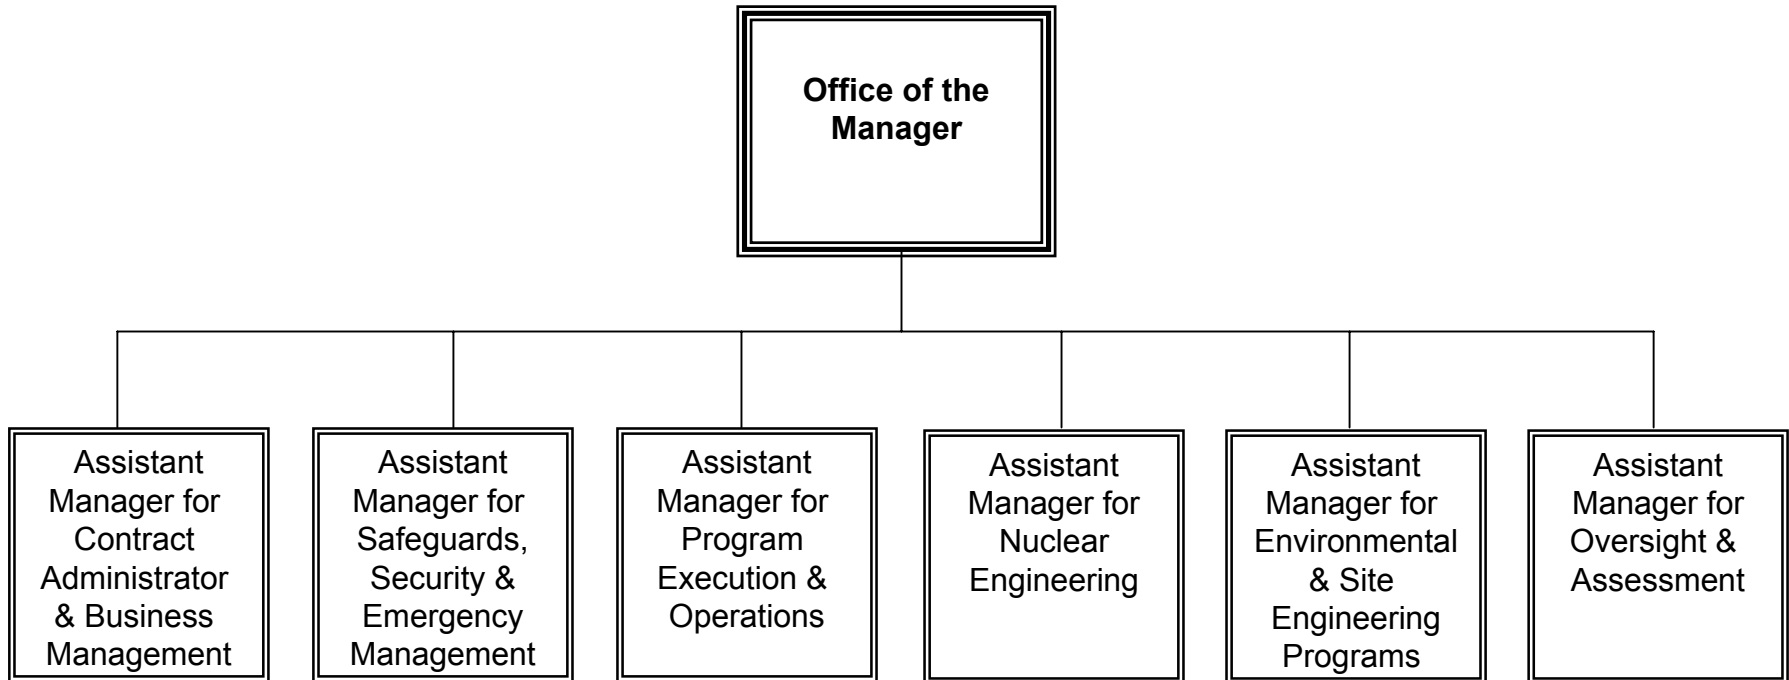 Office of the
Manager
Assistant
Manager for
Contract
Administrator
& Business
Management
Assistant
Manager for
Safeguards,
Security &
Emergency
Management
Assistant
Manager for
Program
Execution &
Operations
Assistant
Manager for
Nuclear
Engineering
Assistant
Manager for
Environmental
& Site
Engineering
Programs
Assistant
Manager for
Oversight &
Assessment